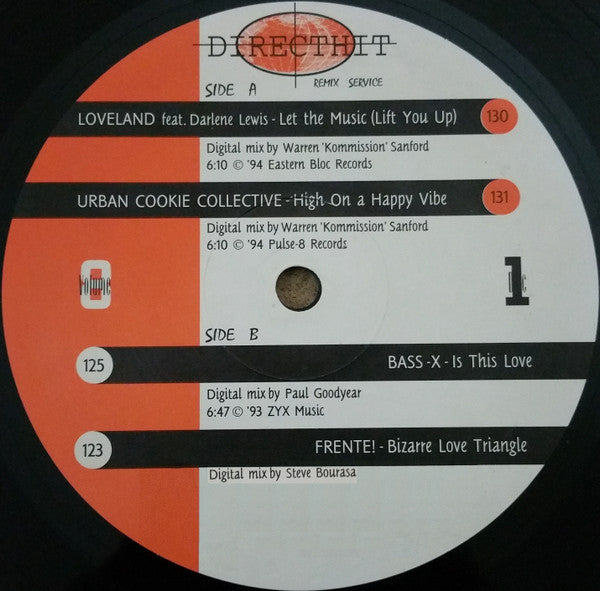 DIRECTHIT
REMIX SERVICE
SIDE A
LOVELAND feat. Darlene Lewis - Let the Music (Lift You Up) 130
Digital mix by Warren 'Kommission' Sanford
6:10 © '94 Eastern Bloc Records
URBAN COOKIE COLLECTIVE - High On a Happy Vibe 131
Digital mix by Warren 'Kommission' Sanford
6:10 © '94 Pulse-8 Records
Volume
1
SIDE B
125 BASS-X - Is This Love
Digital mix by Paul Goodyear
6:47 © '93 ZYX Music
123 FRENTE! - Bizarre Love Triangle
Digital mix by Steve Bourasa